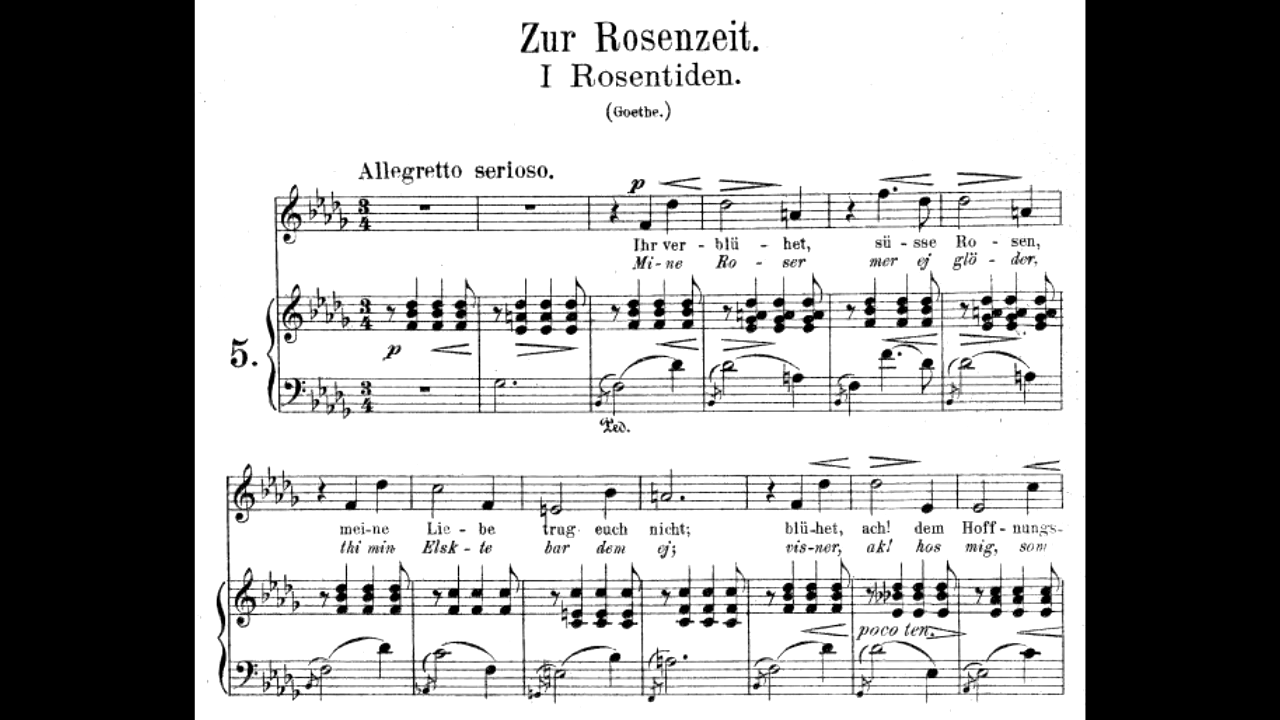 Zur Rosenzeit.
I Rosentiden.
(Goethe.)
Allegretto serioso.
p
Ihr ver - blü - het, sü - sse Ro - sen,
Mi - ne Ro - ser mer ej glö - der,
5.
p
Ped.
mei-ne Lie - be trug euch nicht; blü-het, ach! dem Hoff - nungs-
thi min Elsk - te bar dem ej; vis-ner, ak! hos mig, som
poco ten.